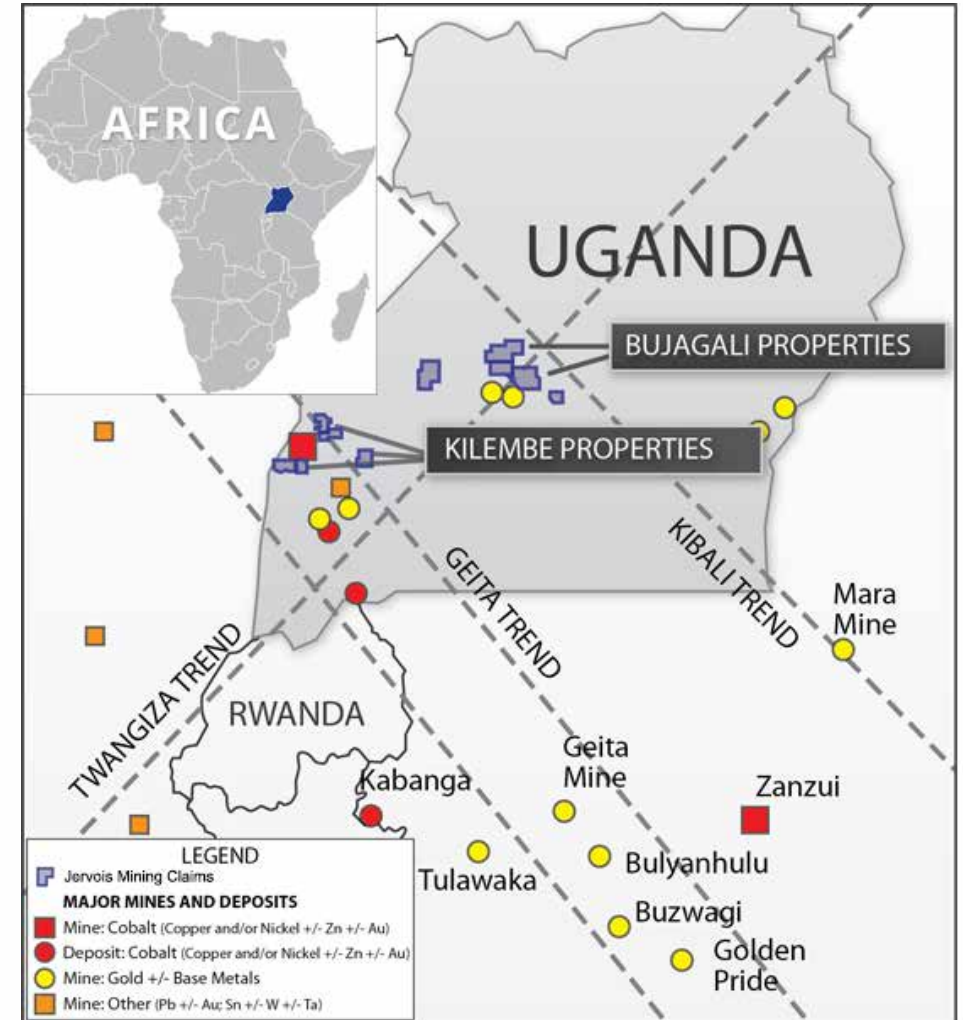 AFRICA
UGANDA
BUJAGALI PROPERTIES
KILEMBE PROPERTIES
GEITA TREND
KIBALI TREND
Mara
Mine
TWANGIZA TREND
RWANDA
Geita
Mine
Kabanga
Zanzui
Tulawaka
Bulyanhulu
Buzwagi
Golden
Pride
LEGEND
Jervois Mining Claims
MAJOR MINES AND DEPOSITS
Mine: Cobalt (Copper and/or Nickel +/- Zn +/- Au)
Deposit: Cobalt (Copper and/or Nickel +/- Zn +/- Au)
Mine: Gold +/- Base Metals
Mine: Other (Pb +/- Au; Sn +/- W +/- Ta)